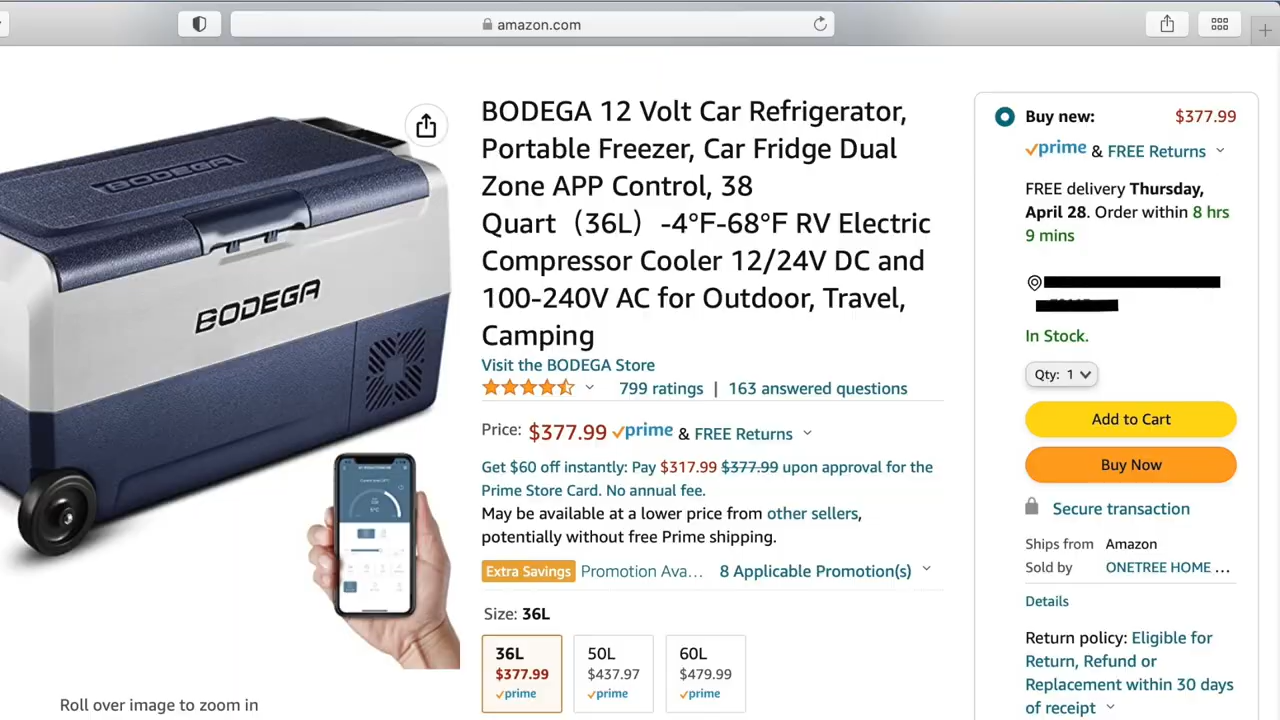 amazon.com
BODEGA
BODEGA
Roll over image to zoom in
BODEGA 12 Volt Car Refrigerator,
Portable Freezer, Car Fridge Dual
Zone APP Control, 38
Quart（36L）-4°F-68°F RV Electric
Compressor Cooler 12/24V DC and
100-240V AC for Outdoor, Travel,
Camping
Visit the BODEGA Store
799 ratings | 163 answered questions
Price: $377.99 prime & FREE Returns
Get $60 off instantly: Pay $317.99 $377.99 upon approval for the
Prime Store Card. No annual fee.
May be available at a lower price from other sellers,
potentially without free Prime shipping.
Extra Savings Promotion Ava... 8 Applicable Promotion(s)
Size: 36L
36L 50L 60L
$377.99 $437.97 $479.99
prime prime prime
Buy new: $377.99
prime & FREE Returns
FREE delivery Thursday,
April 28. Order within 8 hrs
9 mins
In Stock.
Qty: 1
Add to Cart
Buy Now
Secure transaction
Ships from Amazon
Sold by ONETREE HOME ...
Details
Return policy: Eligible for
Return, Refund or
Replacement within 30 days
of receipt